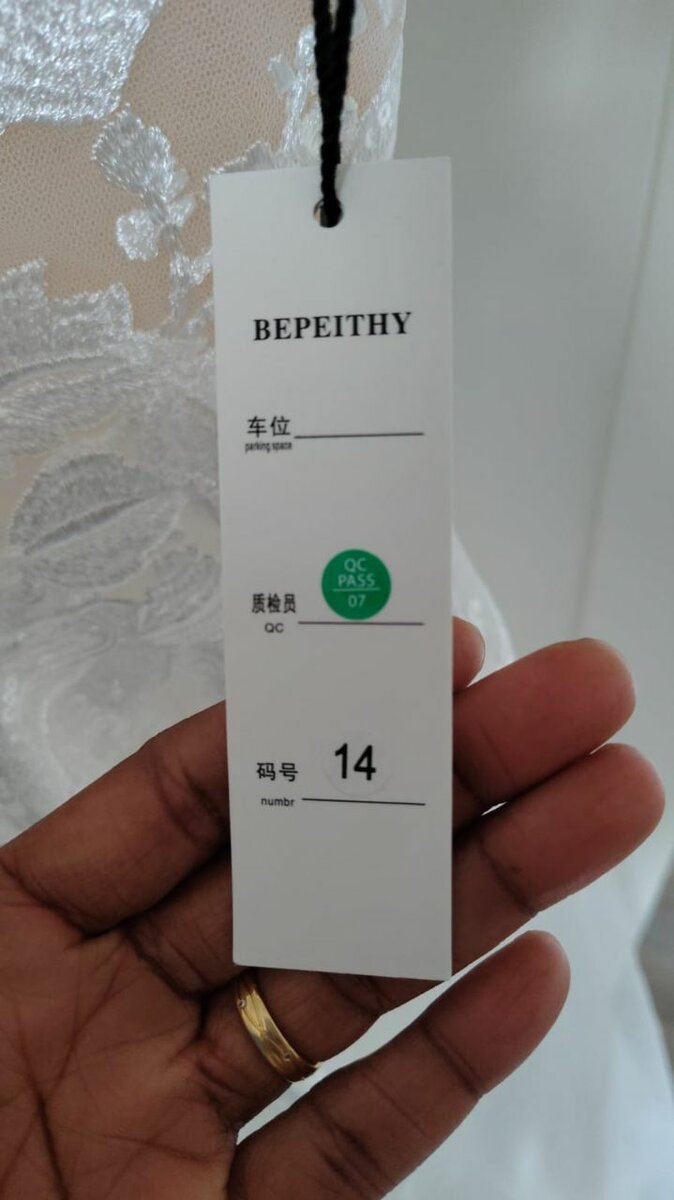 BEPEITHY
车位
parking space
QC
PASS
07
质检员
QC
码号 14
numbr